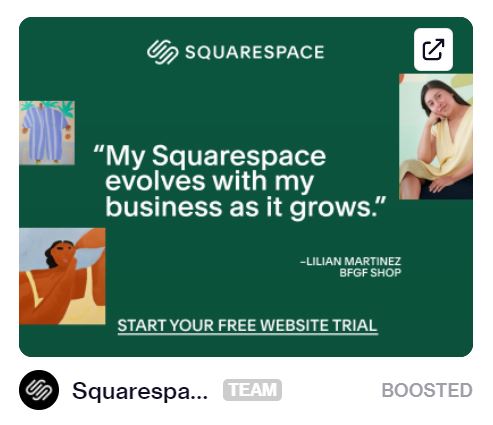 SQUARESPACE
“My Squarespace
evolves with my
business as it grows.”
–LILIAN MARTINEZ
BFGF SHOP
START YOUR FREE WEBSITE TRIAL
Squarespa... TEAM BOOSTED